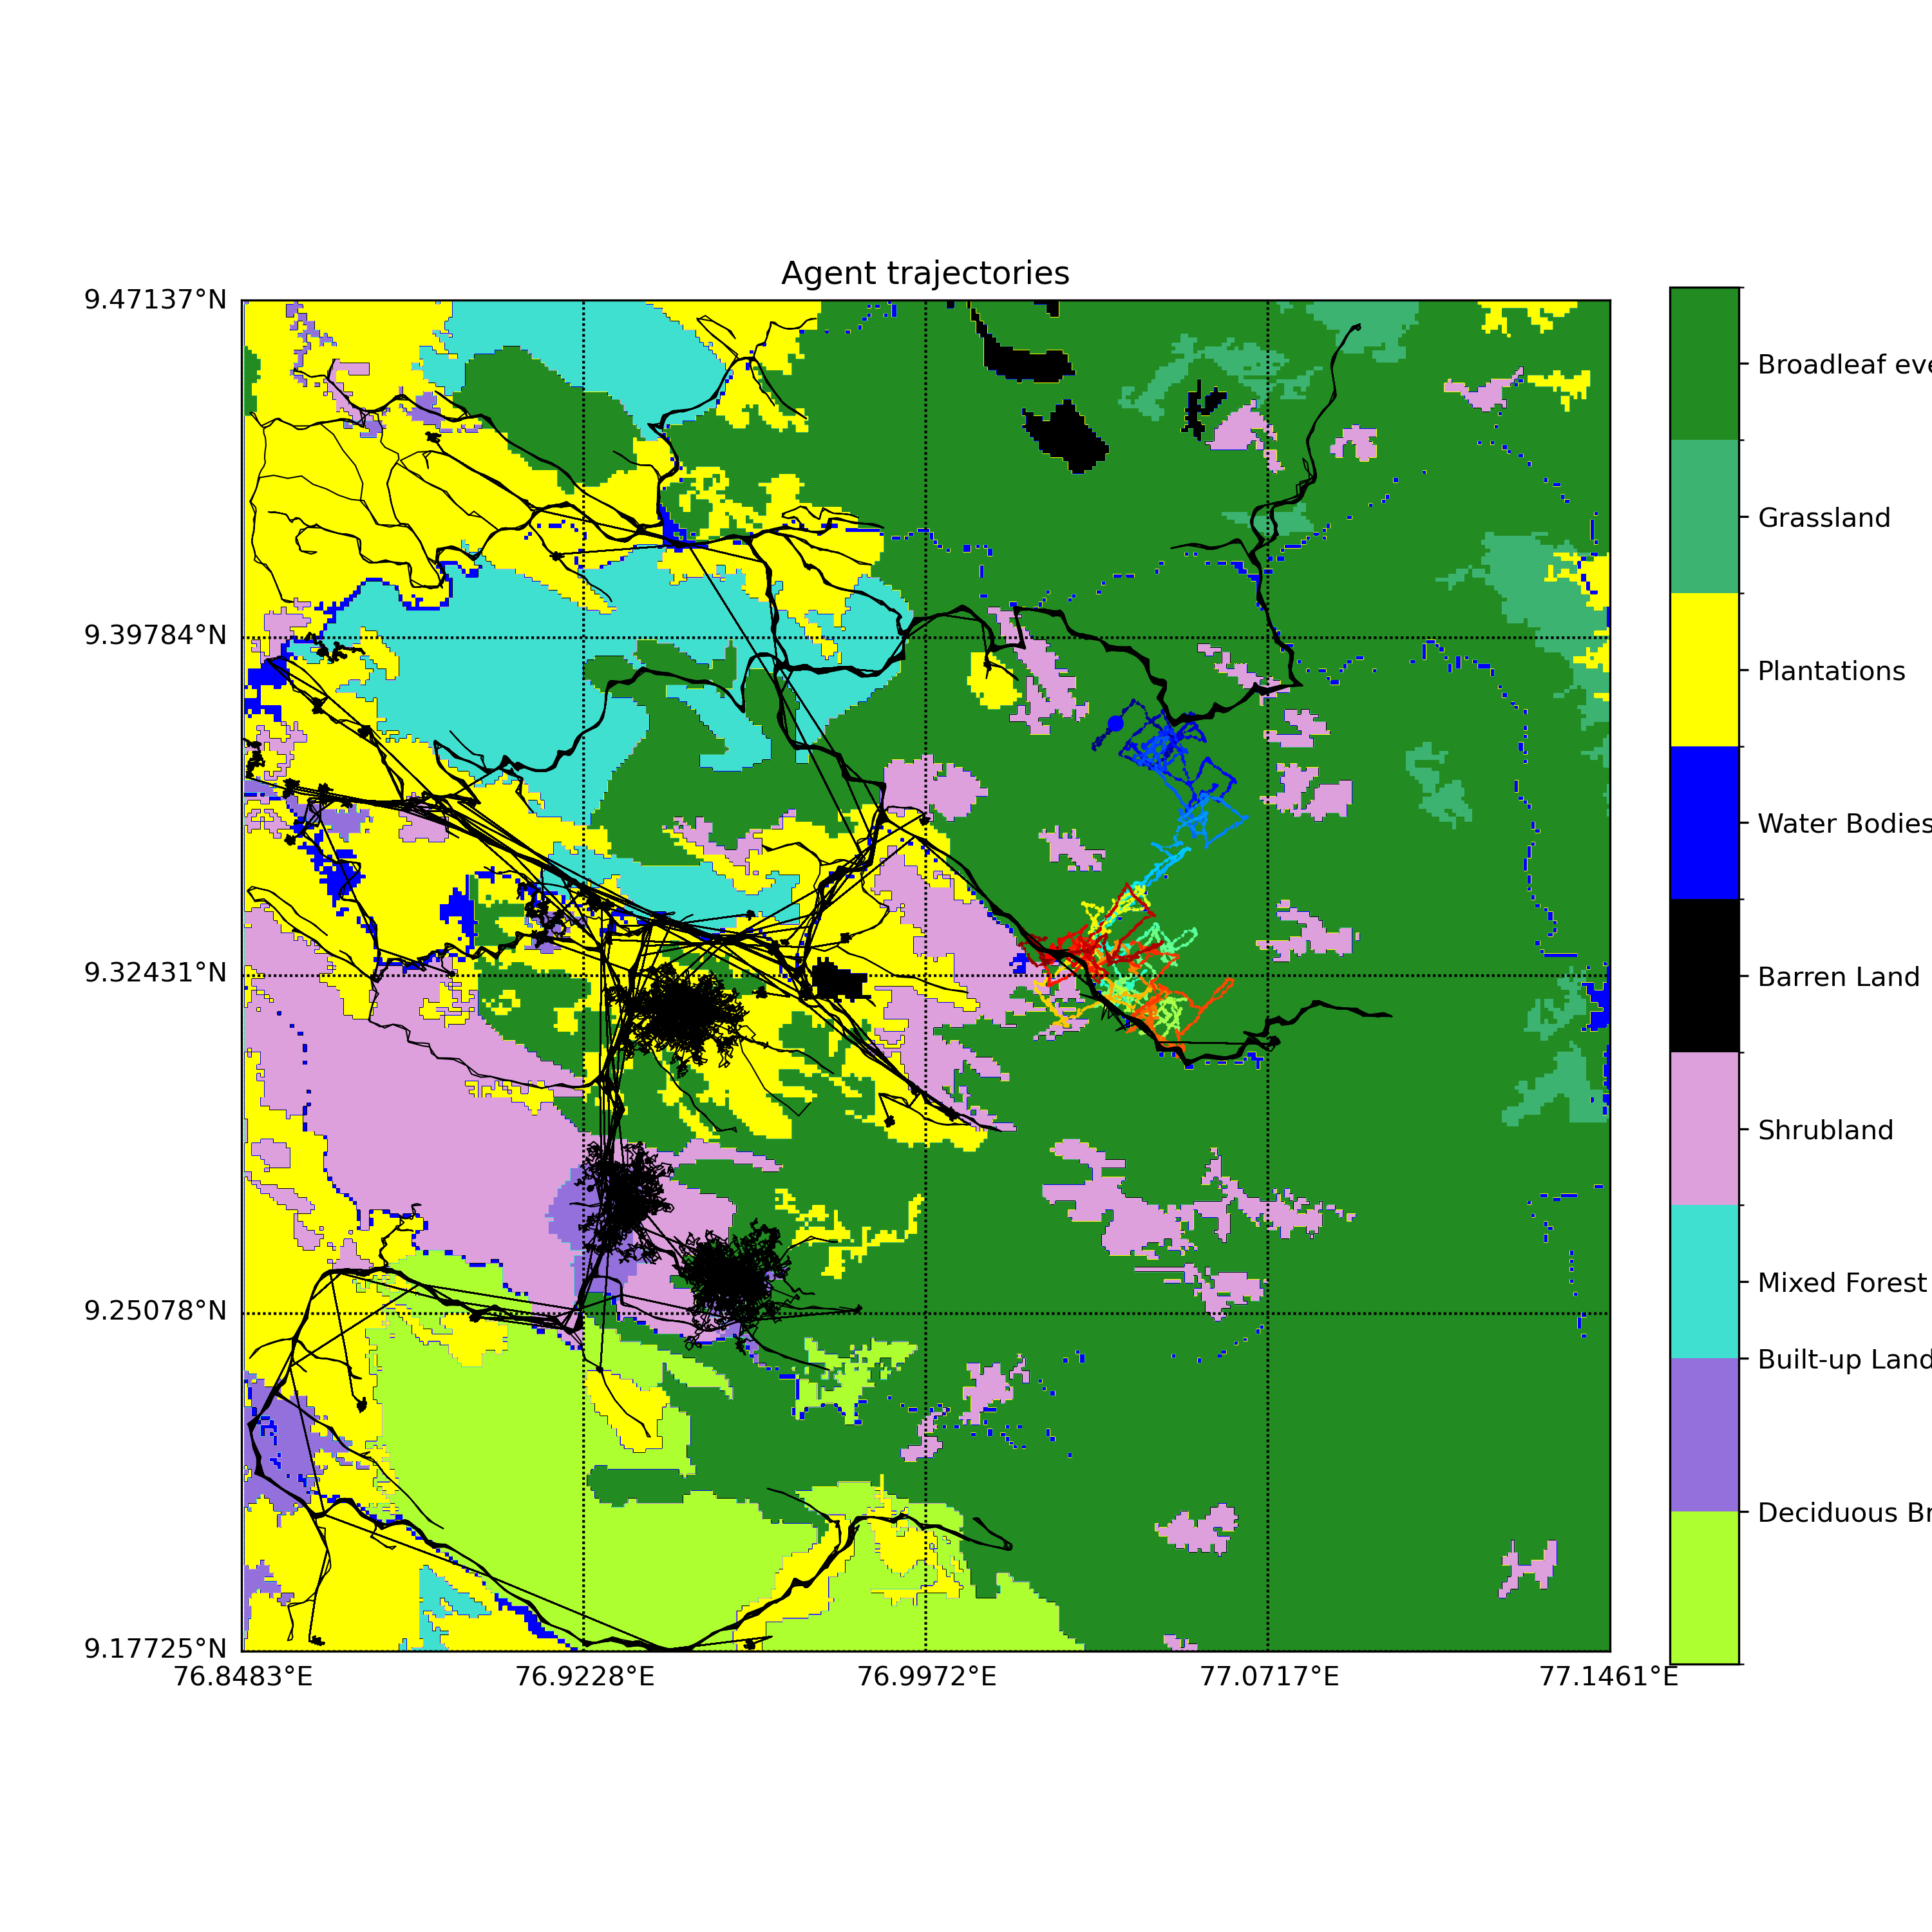 Agent trajectories
9.47137°N
9.39784°N
9.32431°N
9.25078°N
9.17725°N
76.8483°E
76.9228°E
76.9972°E
77.0717°E
77.1461°E
Broadleaf eve
Grassland
Plantations
Water Bodies
Barren Land
Shrubland
Mixed Forest
Built-up Land
Deciduous Br